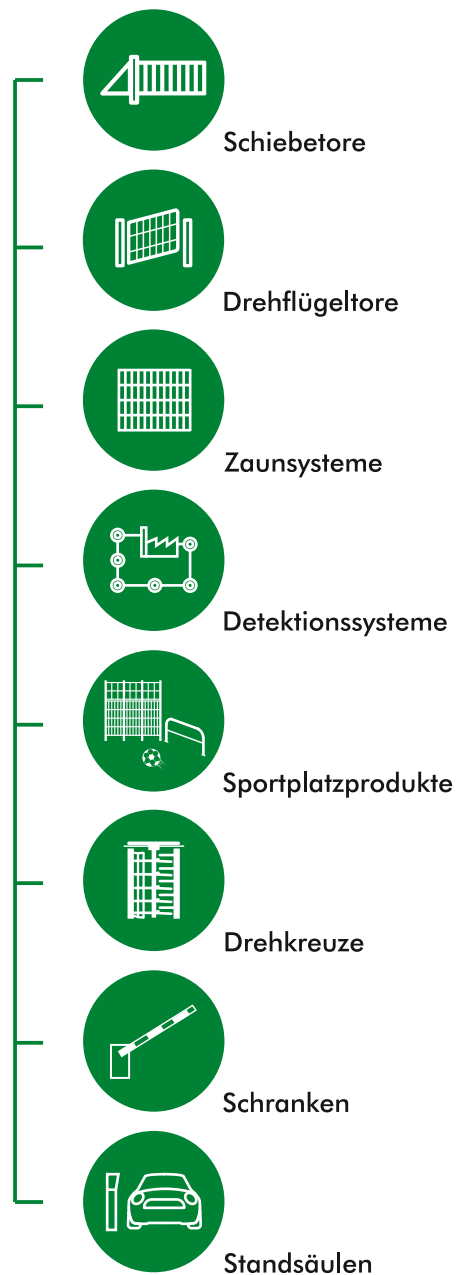 Schiebetore
Drehflügeltore
Zaunsysteme
Detektionssysteme
Sportplatzprodukte
Drehkreuze
Schranken
Standsäulen